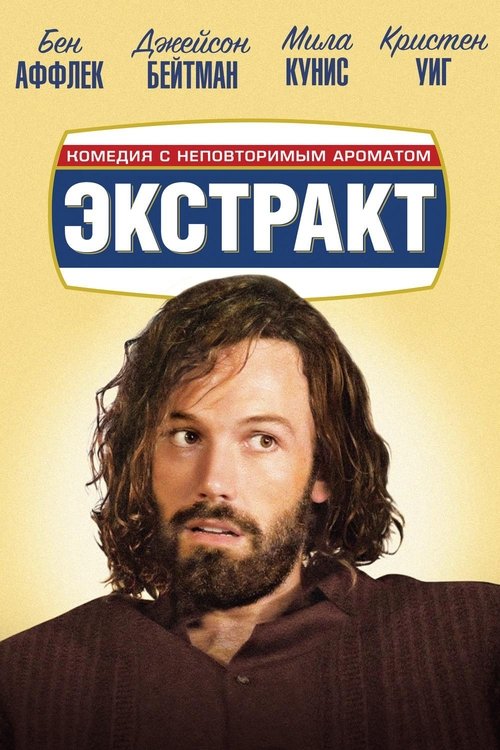 Бен Джейсон Мила Кристен
АФФЛЕК БЕЙТМАН КУНИС УИГ
КОМЕДИЯ С НЕПОВТОРИМЫМ АРОМАТОМ
ЭКСТРАКТ